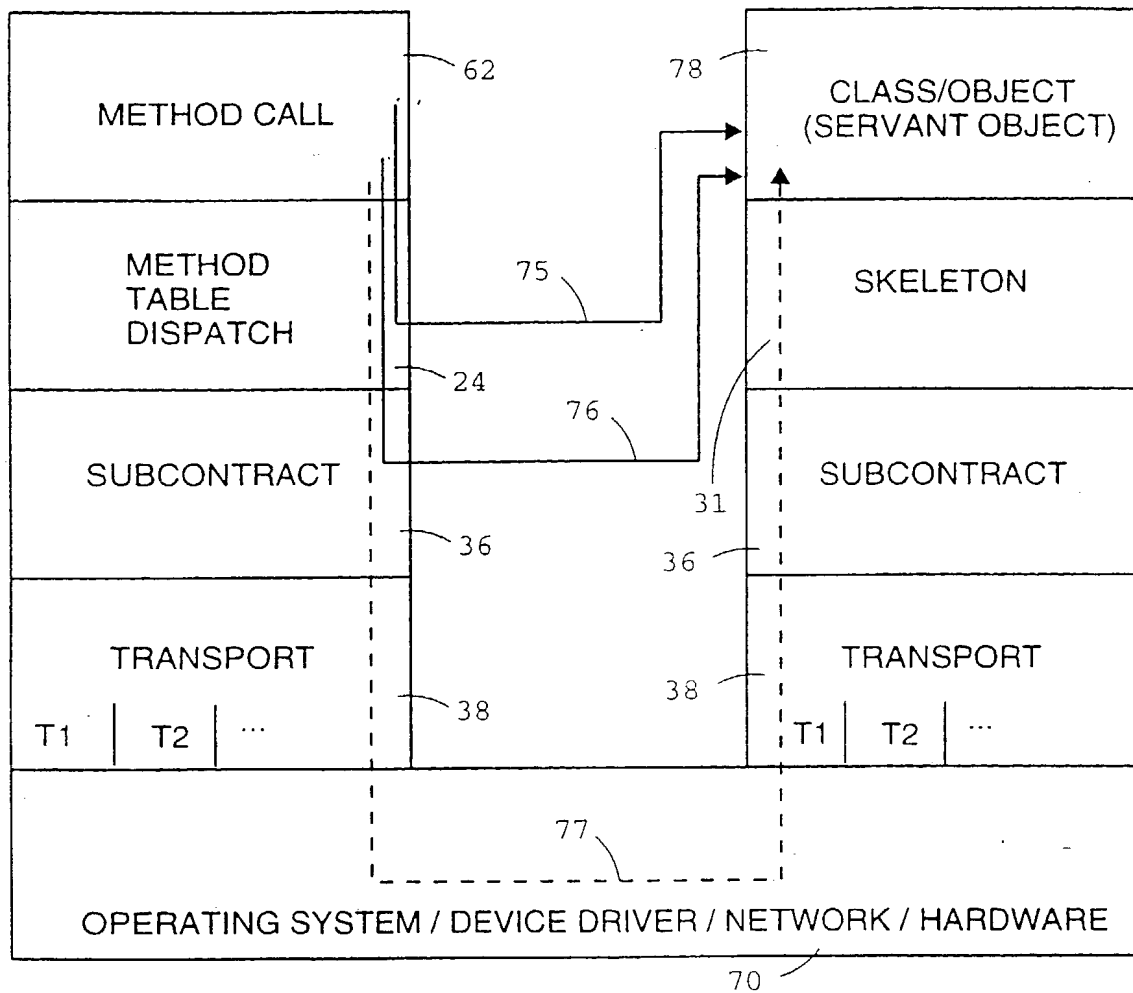 62
78
METHOD CALL
CLASS/OBJECT
(SERVANT OBJECT)
METHOD
TABLE
DISPATCH
75
SKELETON
24
76
SUBCONTRACT
31
SUBCONTRACT
36
36
TRANSPORT
38
TRANSPORT
38
T1
T2
...
T1
T2
...
77
OPERATING SYSTEM / DEVICE DRIVER / NETWORK / HARDWARE
70